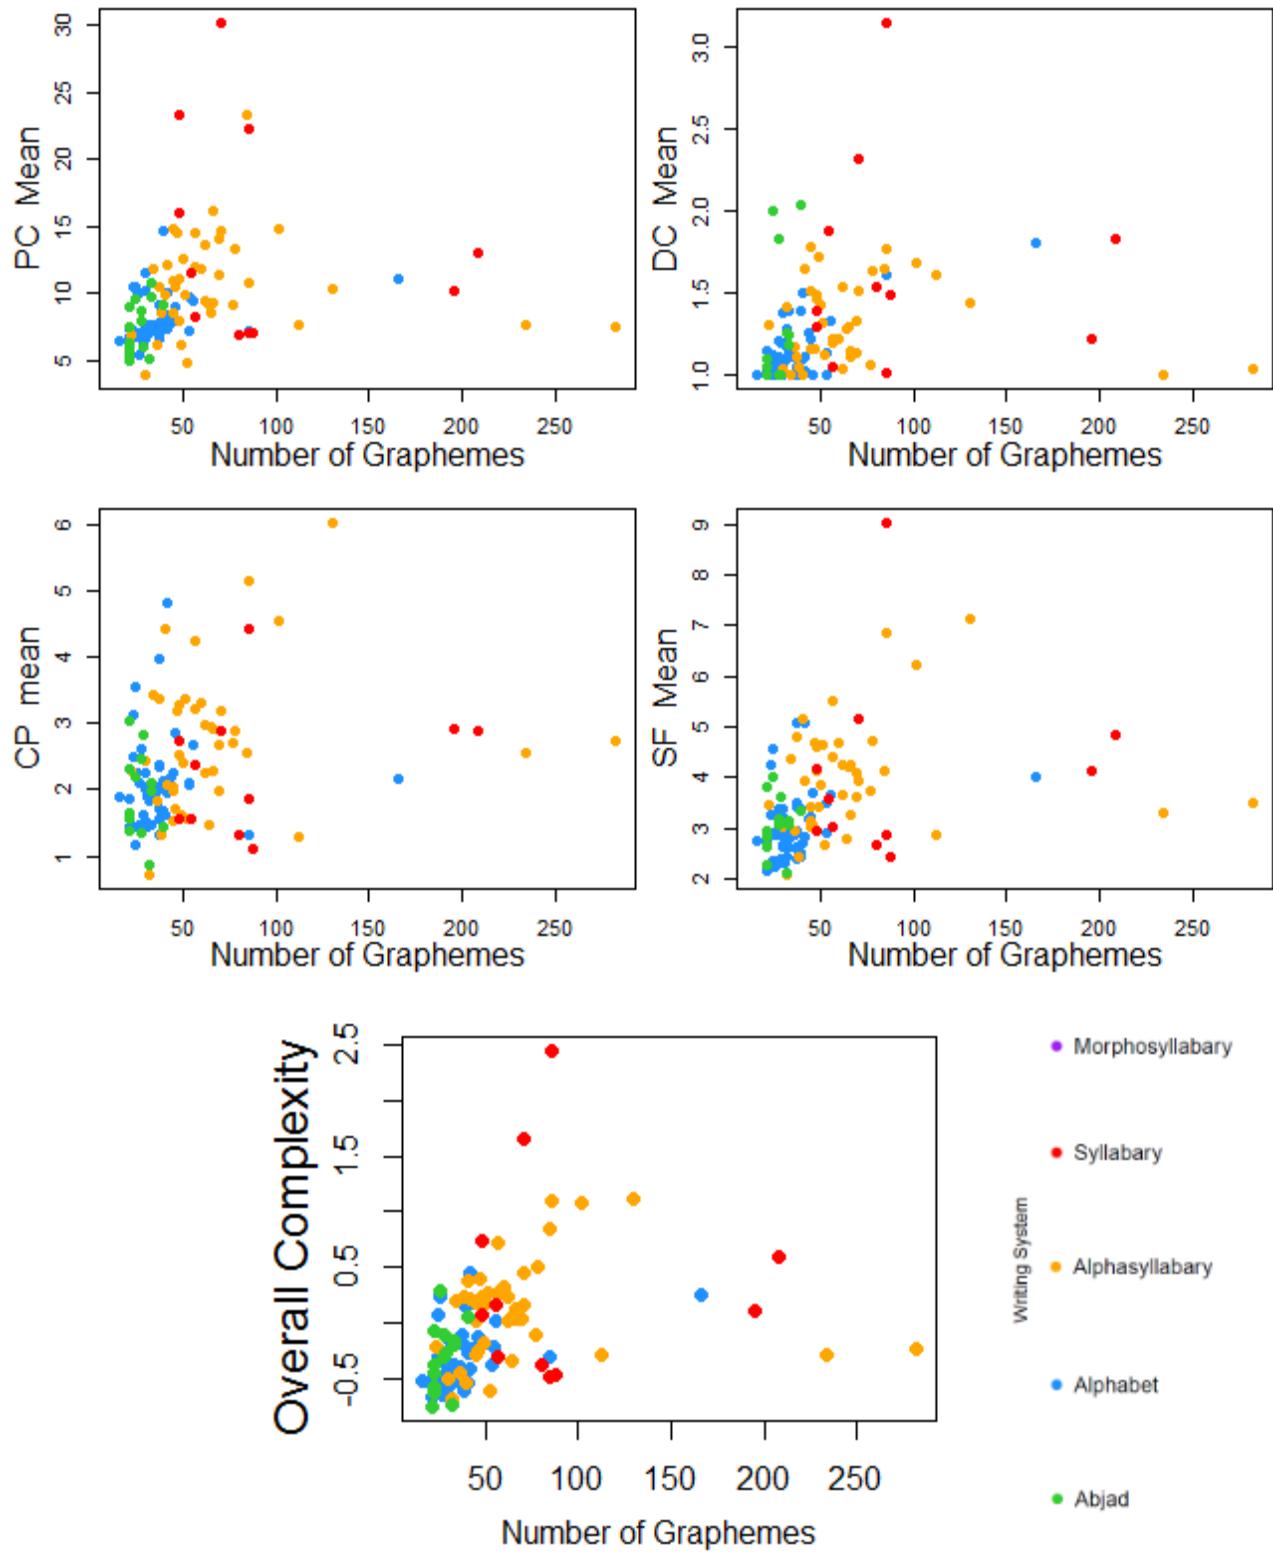 PC Mean
30
25
20
15
10
5
50 100 150 200 250
Number of Graphemes
DC Mean
3.0
2.5
2.0
1.5
1.0
50 100 150 200 250
Number of Graphemes
CP mean
6
5
4
3
2
1
50 100 150 200 250
Number of Graphemes
SF Mean
9
8
7
6
5
4
3
2
50 100 150 200 250
Number of Graphemes
Overall Complexity
2.5
1.5
0.5
-0.5
50 100 150 200 250
Number of Graphemes
Writing System
Morphosyllabary
Syllabary
Alphasyllabary
Alphabet
Abjad